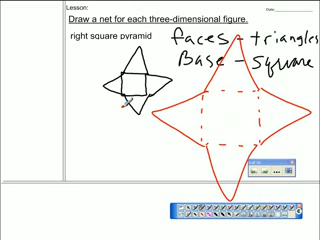 Lesson:
Date:
Draw a net for each three-dimensional figure.
right square pyramid
faces - triangles
Base - square